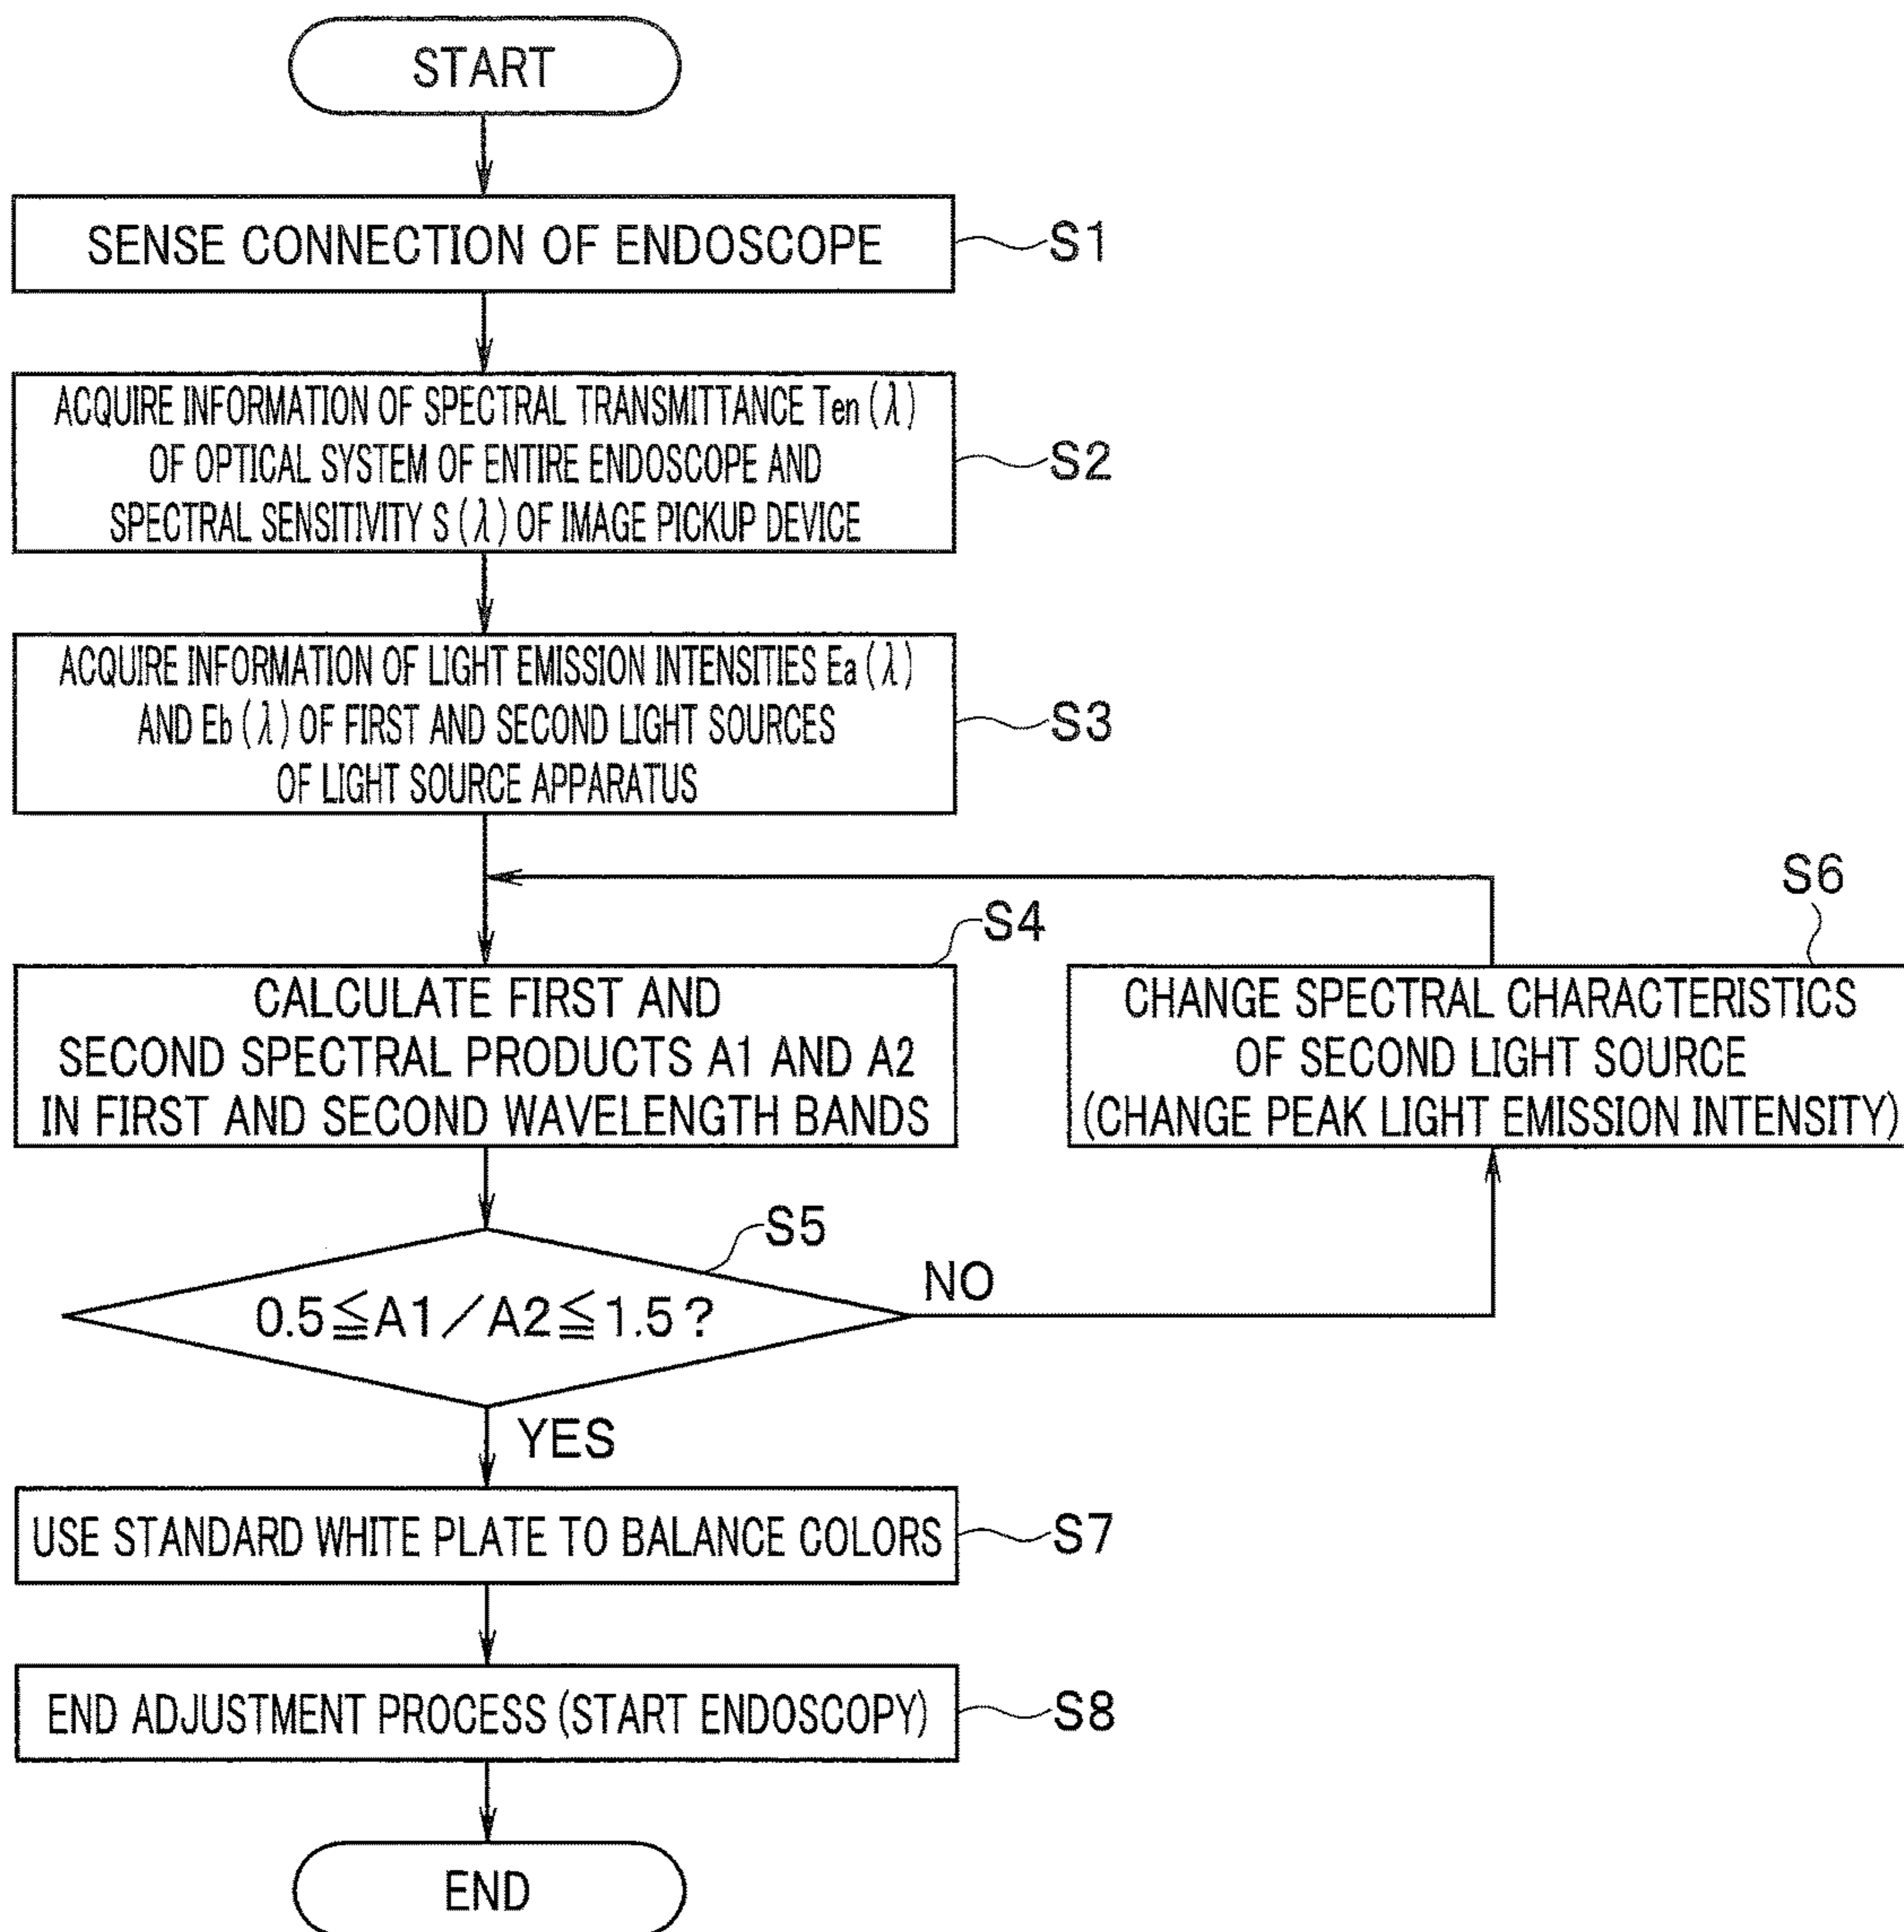 START
SENSE CONNECTION OF ENDOSCOPE
S1
ACQUIRE INFORMATION OF SPECTRAL TRANSMITTANCE Ten(λ)
OF OPTICAL SYSTEM OF ENTIRE ENDOSCOPE AND
SPECTRAL SENSITIVITY S(λ) OF IMAGE PICKUP DEVICE
S2
ACQUIRE INFORMATION OF LIGHT EMISSION INTENSITIES Ea(λ)
AND Eb(λ) OF FIRST AND SECOND LIGHT SOURCES
OF LIGHT SOURCE APPARATUS
S3
S4
CALCULATE FIRST AND
SECOND SPECTRAL PRODUCTS A1 AND A2
IN FIRST AND SECOND WAVELENGTH BANDS
S6
CHANGE SPECTRAL CHARACTERISTICS
OF SECOND LIGHT SOURCE
(CHANGE PEAK LIGHT EMISSION INTENSITY)
S5
0.5≦A1/A2≦1.5?
NO
YES
USE STANDARD WHITE PLATE TO BALANCE COLORS
S7
END ADJUSTMENT PROCESS (START ENDOSCOPY)
S8
END